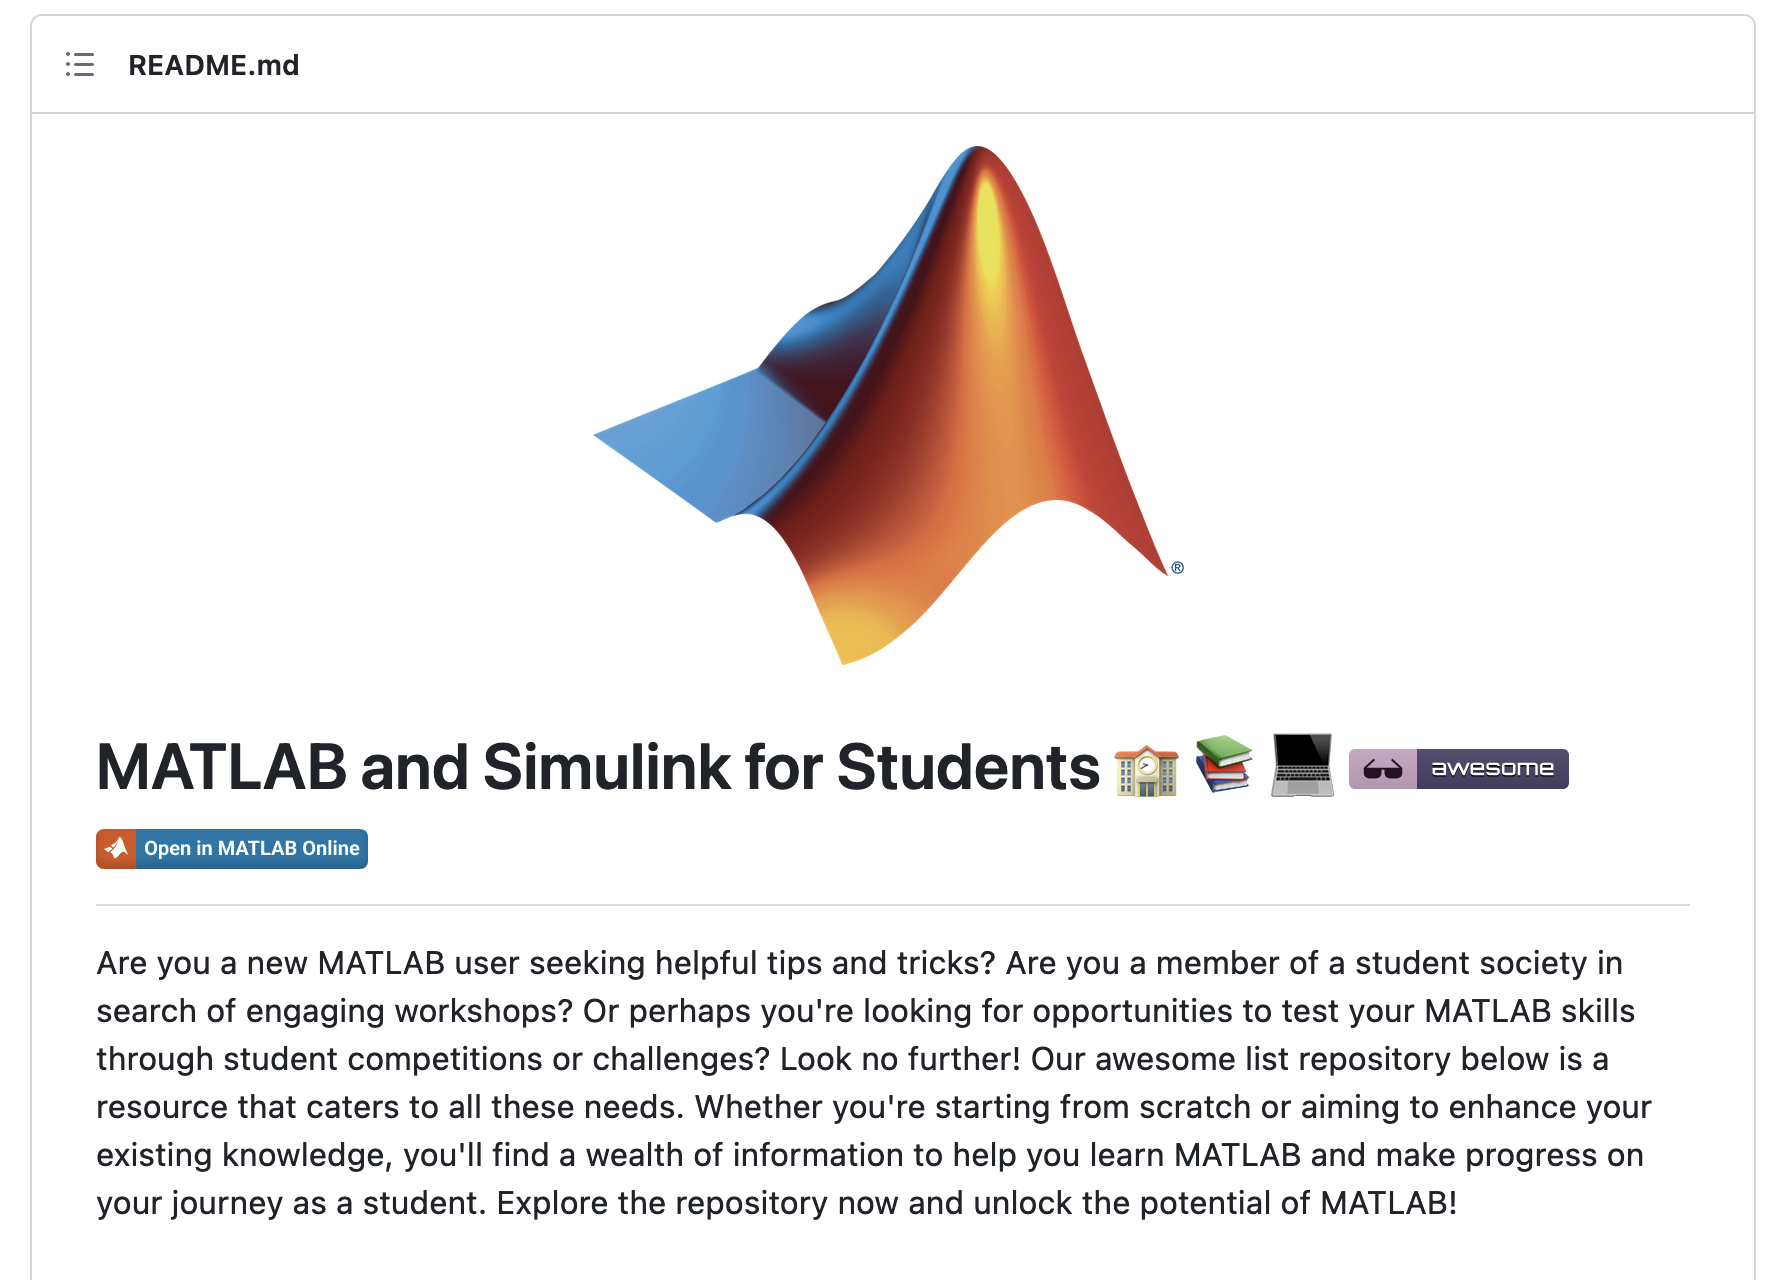 README.md
®
MATLAB and Simulink for Students 🏫 📚 💻 awesome
Open in MATLAB Online
Are you a new MATLAB user seeking helpful tips and tricks? Are you a member of a student society in
search of engaging workshops? Or perhaps you're looking for opportunities to test your MATLAB skills
through student competitions or challenges? Look no further! Our awesome list repository below is a
resource that caters to all these needs. Whether you're starting from scratch or aiming to enhance your
existing knowledge, you'll find a wealth of information to help you learn MATLAB and make progress on
your journey as a student. Explore the repository now and unlock the potential of MATLAB!